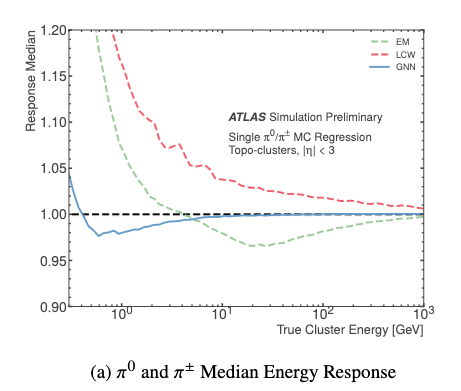 Response Median
1.20
1.15
1.10
1.05
1.00
0.95
0.90
EM
LCW
GNN
ATLAS Simulation Preliminary
Single π⁰/π± MC Regression
Topo-clusters, |η| < 3
10⁰ 10¹ 10² 10³
True Cluster Energy [GeV]
(a) π⁰ and π± Median Energy Response